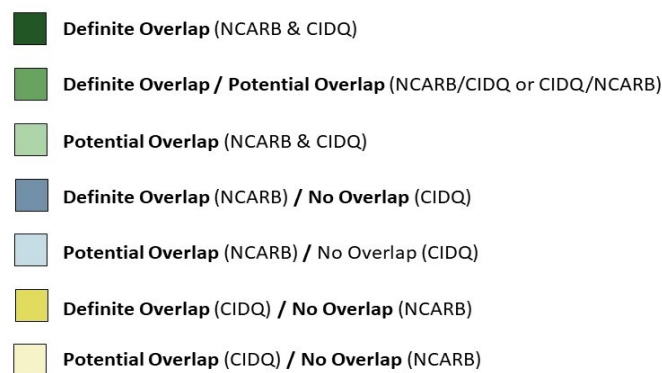 Definite Overlap (NCARB & CIDQ)
Definite Overlap / Potential Overlap (NCARB/CIDQ or CIDQ/NCARB)
Potential Overlap (NCARB & CIDQ)
Definite Overlap (NCARB) / No Overlap (CIDQ)
Potential Overlap (NCARB) / No Overlap (CIDQ)
Definite Overlap (CIDQ) / No Overlap (NCARB)
Potential Overlap (CIDQ) / No Overlap (NCARB)